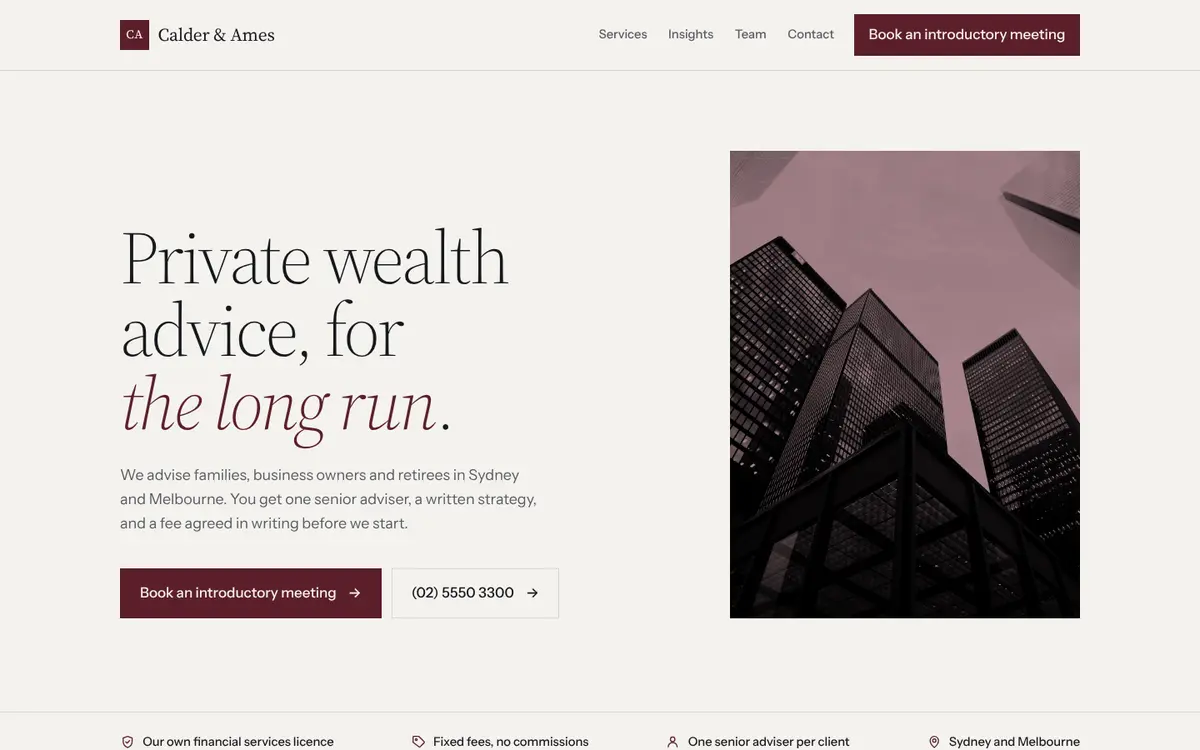 CA Calder & Ames
Services Insights Team Contact Book an introductory meeting
Private wealth
advice, for
the long run.
We advise families, business owners and retirees in Sydney
and Melbourne. You get one senior adviser, a written strategy,
and a fee agreed in writing before we start.
Book an introductory meeting →
(02) 5550 3300 →
Our own financial services licence
Fixed fees, no commissions
One senior adviser per client
Sydney and Melbourne